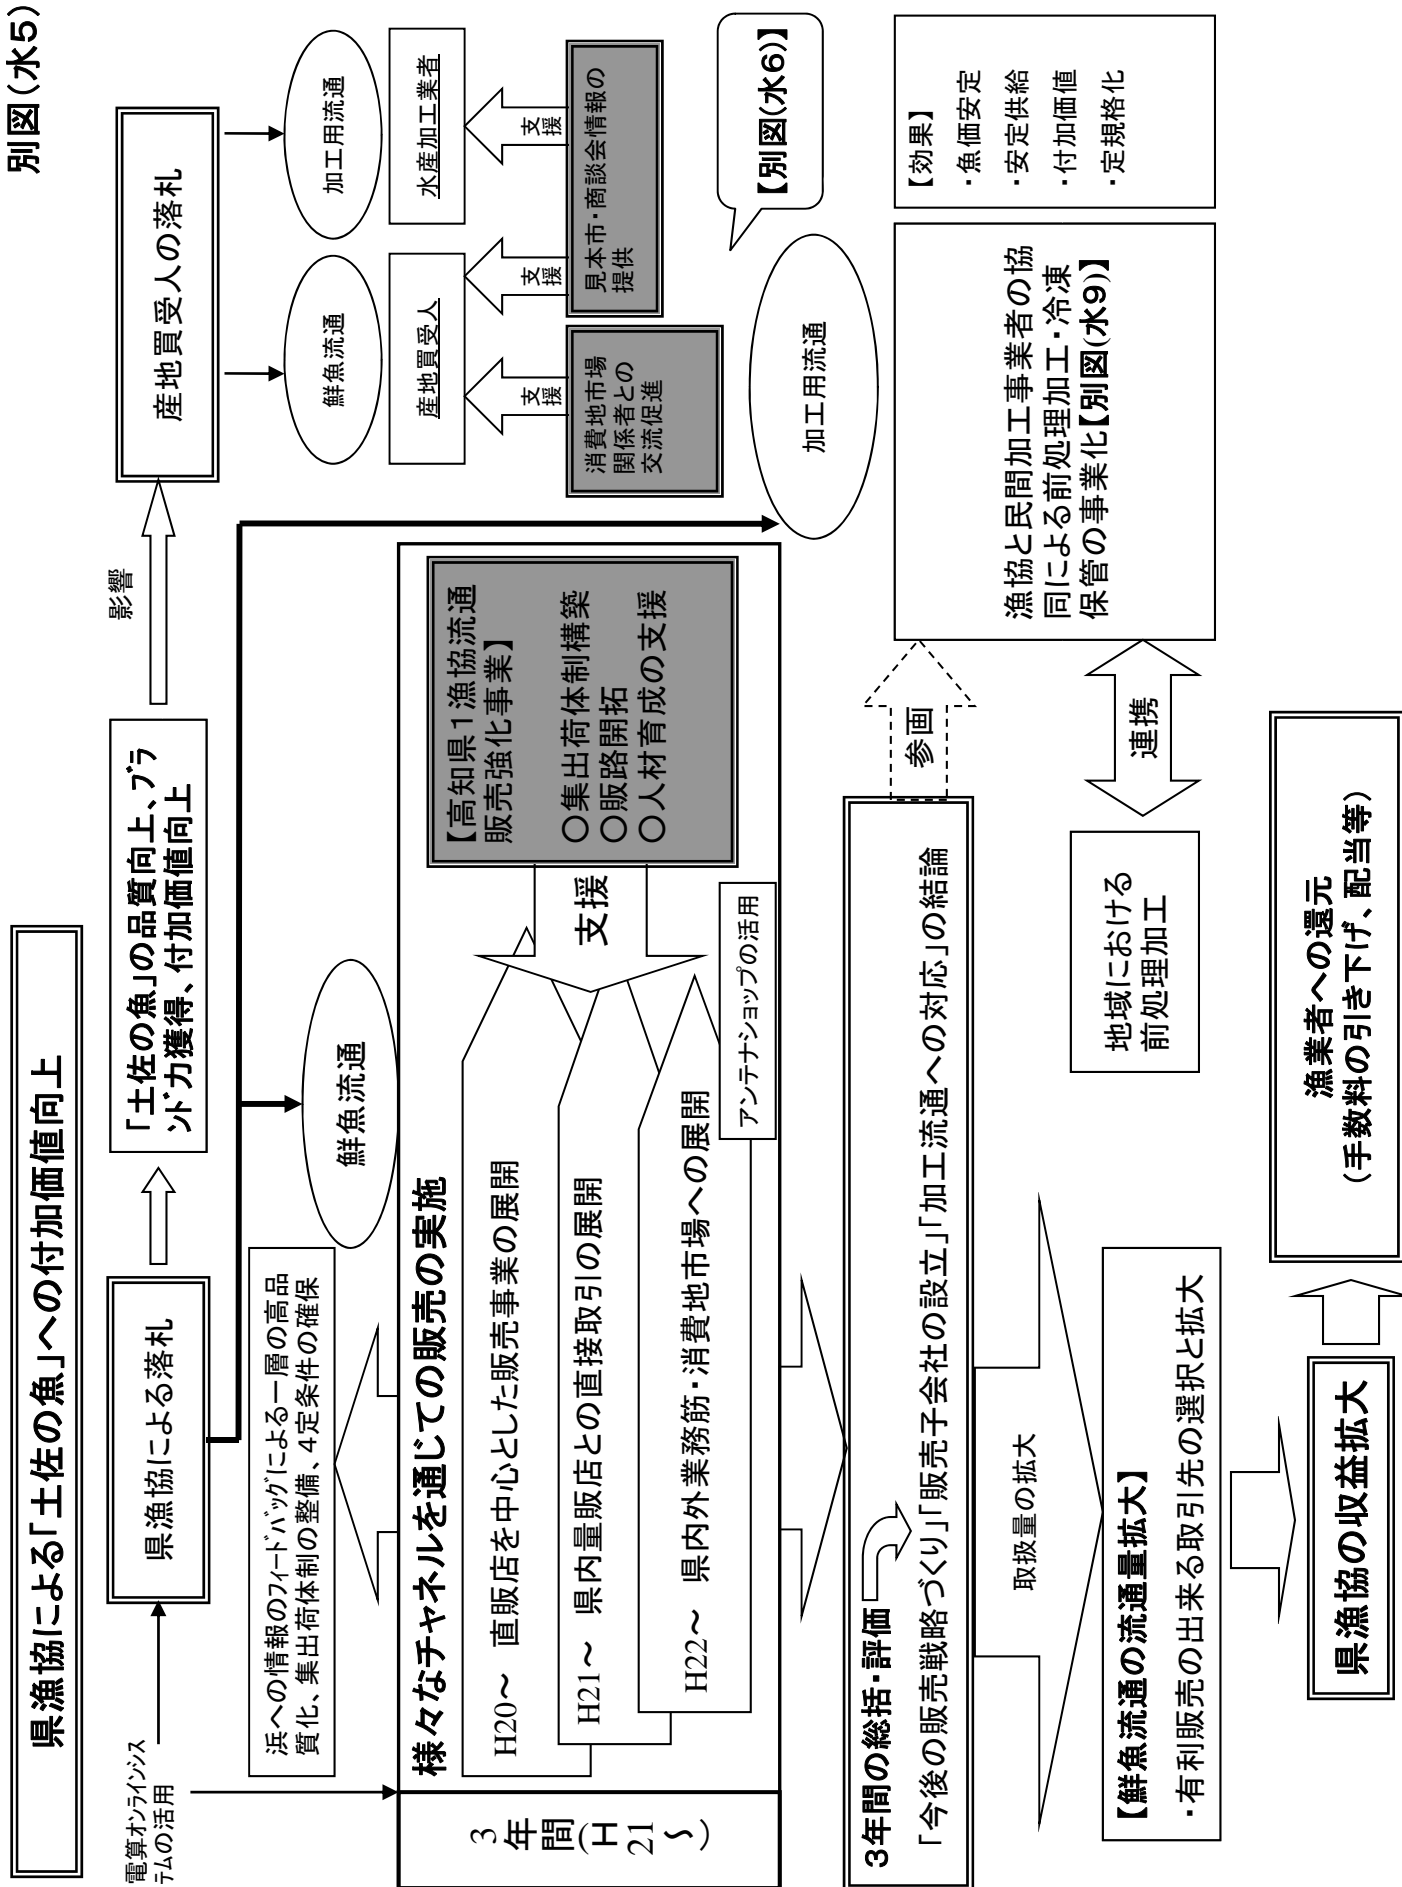 別図(水5)
県漁協による「土佐の魚」への付加価値向上
電算オンラインシス
テムの活用
県漁協による落札
「土佐の魚」の品質向上、ブラ
ンド力獲得、付加価値向上
影響
産地買受人の落札
浜への情報のフィードバッグによる一層の高品
質化、集出荷体制の整備、4定条件の確保
鮮魚流通
鮮魚流通
加工用流通
産地買受人
水産加工業者
支援
支援
支援
消費地市場
関係者との
交流促進
見本市・商談会情報の
提供
3年間(H21~)
様々なチャネルを通じての販売の実施
H20~ 直販店を中心とした販売事業の展開
H21~ 県内量販店との直接取引の展開
H22~ 県内外業務筋・消費地市場への展開
アンテナショップの活用
支援
【高知県1漁協流通
販売強化事業】
○集出荷体制構築
○販路開拓
○人材育成の支援
加工用流通
【別図(水6)】
3年間の総括・評価
「今後の販売戦略づくり」「販売子会社の設立」「加工流通への対応」の結論
参画
漁協と民間加工事業者の協
同による前処理加工・冷凍
保管の事業化【別図(水9)】
【効果】
・魚価安定
・安定供給
・付加価値
・定規格化
連携
地域における
前処理加工
取扱量の拡大
【鮮魚流通の流通量拡大】
・有利販売の出来る取引先の選択と拡大
県漁協の収益拡大
漁業者への還元
(手数料の引き下げ、配当等)